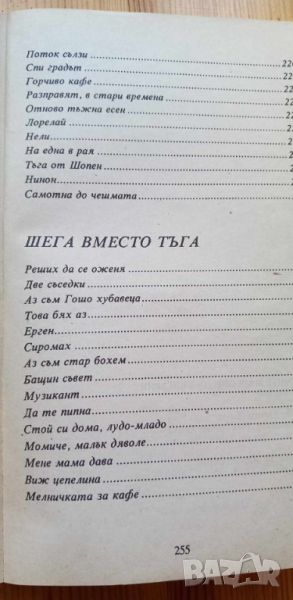 Поток сълзи
Сти градът
Горчиво кафе
Разправят, в стари времена
Отново тъжна есен
Лорелай
Нели
На една в рая
Тъга от Шопен
Нинон
Самотна до чешмата
ШЕГА ВМЕСТО ТЪГА
Реших да се оженя
Две съседки
Аз съм Гошо хубавеца
Това бях аз
Ерген
Сиромах
Аз съм стар бохем
Бащин съвет
Музикант
Да те пипна
Стой си дома, лудо-младо
Момиче, малък дяволе
Мене мама дава
Виж цепелина
Мелничката за кафе
255
BAZAR